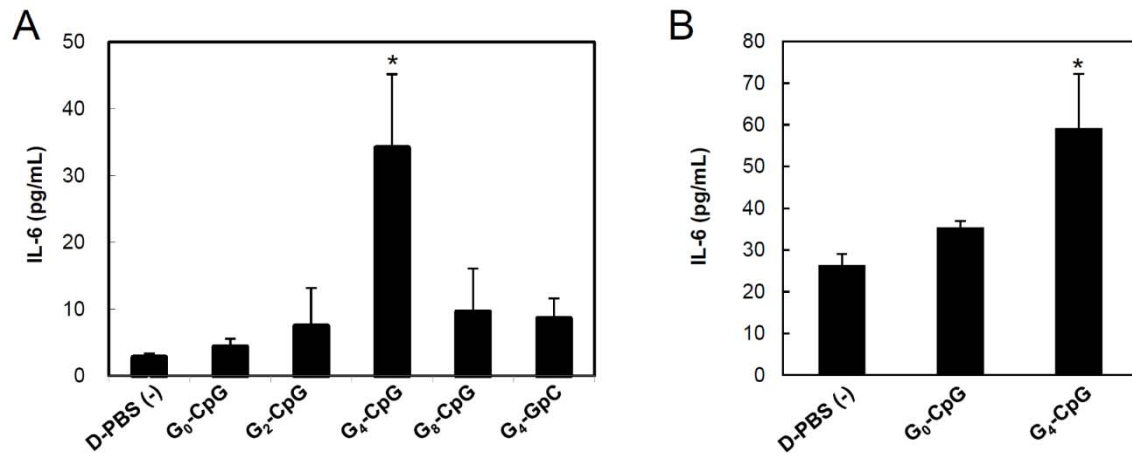 A
50
40
30
20
10
0
IL-6 (pg/mL)
*
D-PBS (-)
G₀-CpG
G₂-CpG
G₄-CpG
G₈-CpG
G₄-GpC
B
80
70
60
50
40
30
20
10
0
IL-6 (pg/mL)
*
D-PBS (-)
G₀-CpG
G₄-CpG